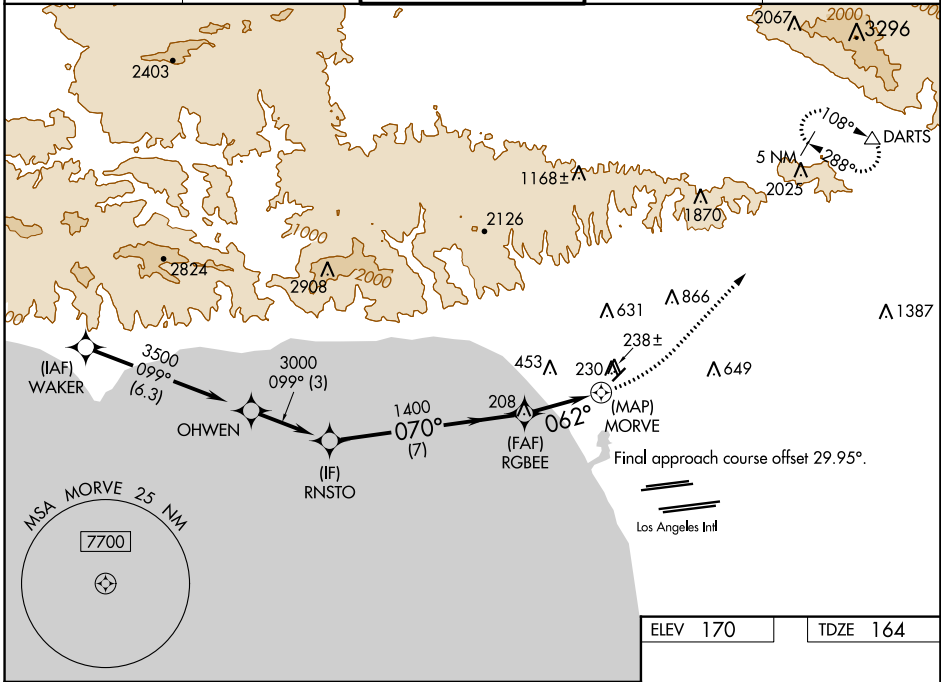 2067
2000
3296
2403
108°
DARTS
5 NM
288°
2025
1168±
1870
2126
1000
2824
2908
2000
631
866
1387
238±
453
230
649
3500
099°
(6.3)
(IAF)
WAKER
3000
099° (3)
OHWEN
1400
070°
(7)
208
062°
(MAP)
MORVE
(FAF)
RGBEE
(IF)
RNSTO
Final approach course offset 29.95°.
Los Angeles Intl
MSA MORVE 25 NM
7700
ELEV 170
TDZE 164